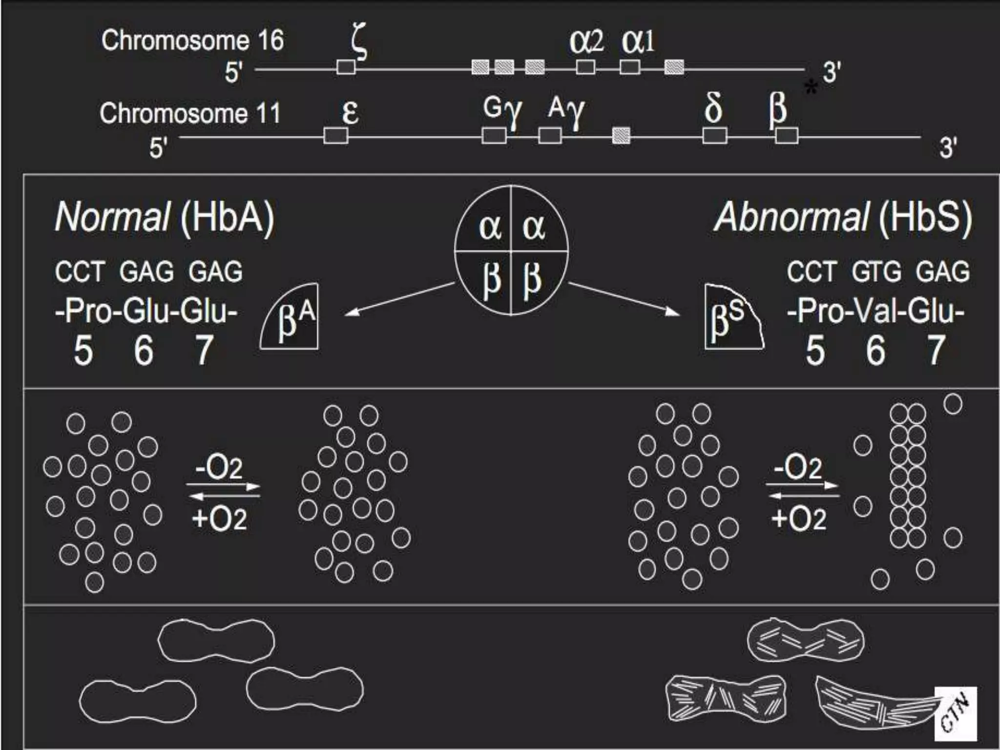 Chromosome 16 ζ α2 α1
5' 3'
*
Chromosome 11 ε Gγ Aγ δ β
5' 3'
Normal (HbA)
α α
β β
Abnormal (HbS)
CCT GAG GAG
-Pro-Glu-Glu-
5 6 7
βA
βS
CCT GTG GAG
-Pro-Val-Glu-
5 6 7
-O2
+O2
-O2
+O2
CTN